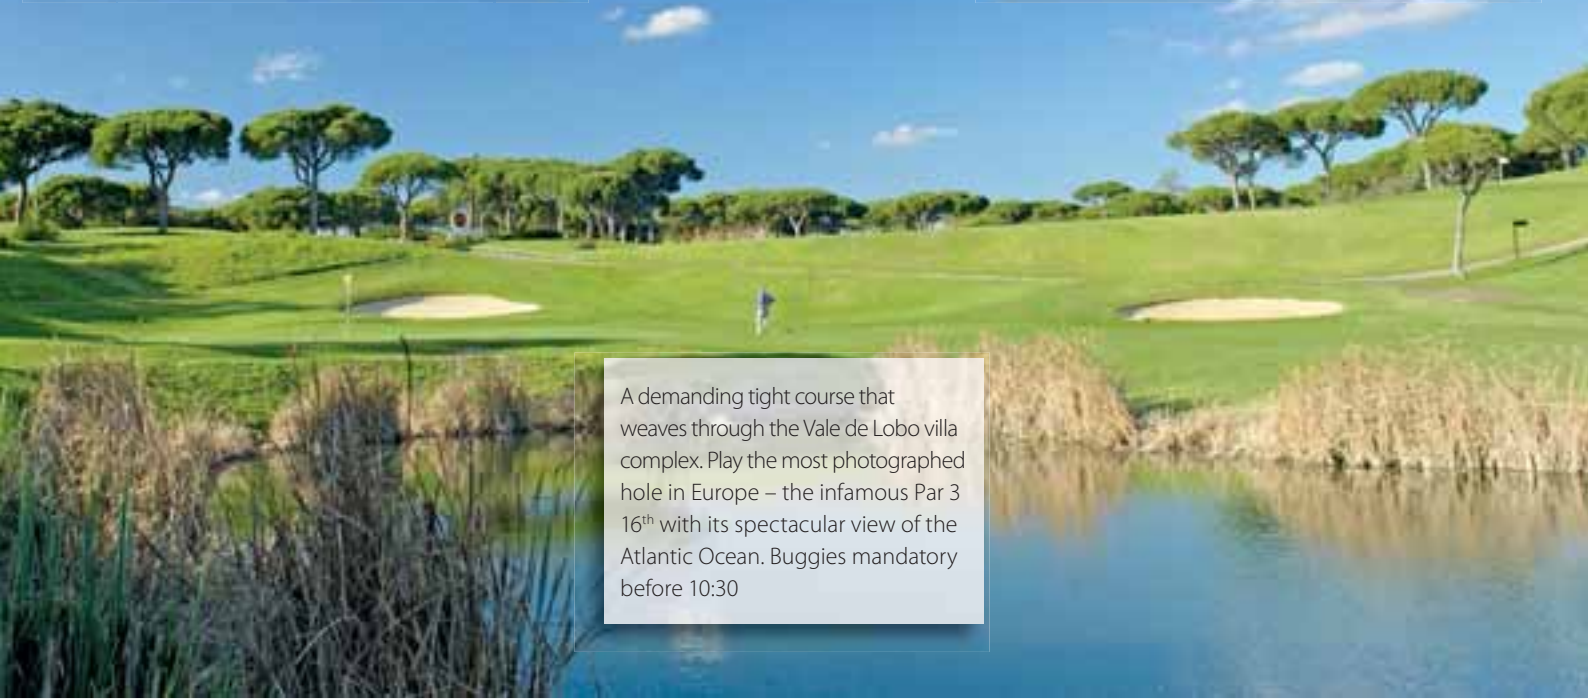 A demanding tight course that
weaves through the Vale de Lobo villa
complex. Play the most photographed
hole in Europe – the infamous Par 3
16th with its spectacular view of the
Atlantic Ocean. Buggies mandatory
before 10:30